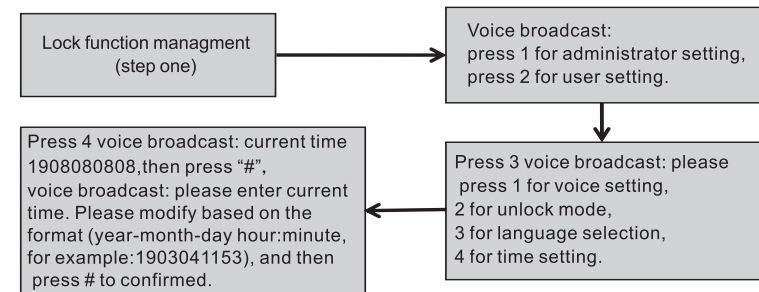 Lock function managment
(step one)
Voice broadcast:
press 1 for administrator setting,
press 2 for user setting.
Press 3 voice broadcast: please
press 1 for voice setting,
2 for unlock mode,
3 for language selection,
4 for time setting.
Press 4 voice broadcast: current time
1908080808,then press “#”,
voice broadcast: please enter current
time. Please modify based on the
format (year-month-day hour:minute,
for example:1903041153), and then
press # to confirmed.